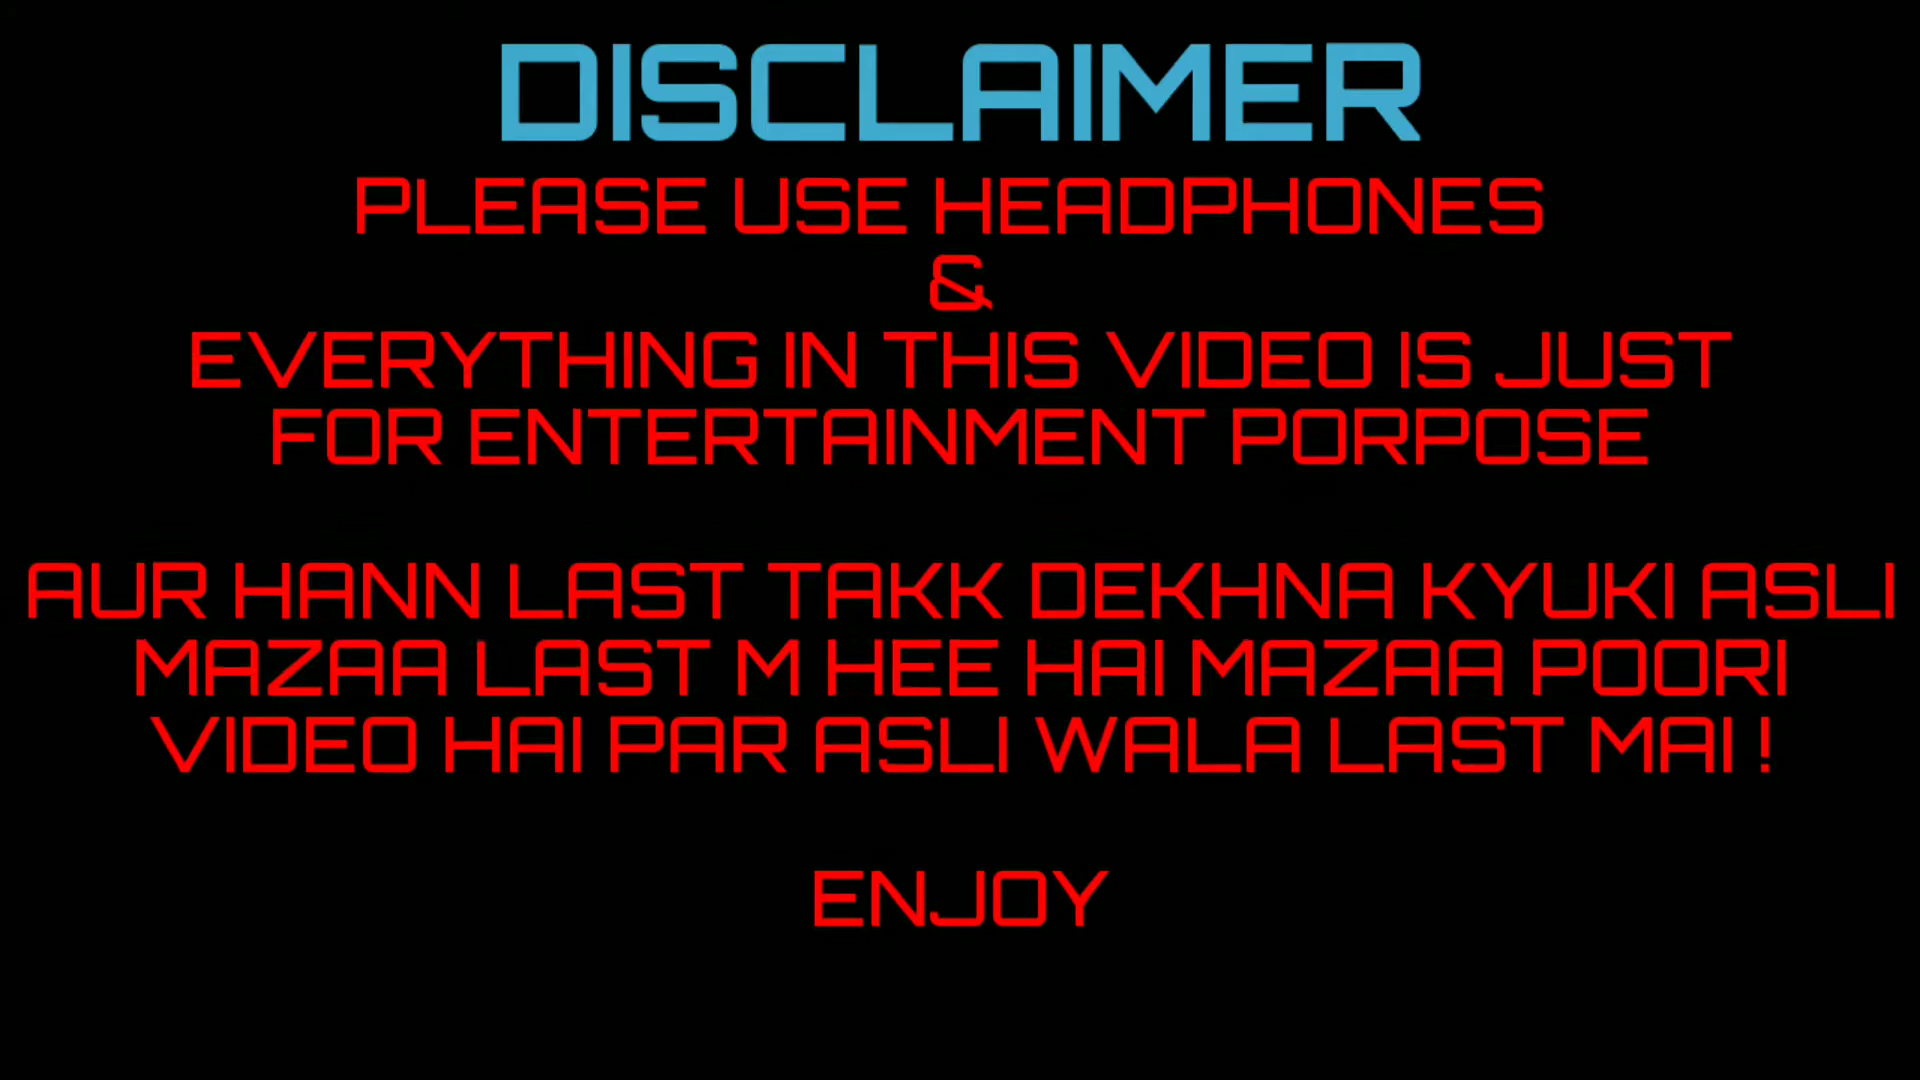 DISCLAIMER
PLEASE USE HEADPHONES
&
EVERYTHING IN THIS VIDEO IS JUST
FOR ENTERTAINMENT PORPOSE
AUR HANN LAST TAKK DEKHNA KYUKI ASLI
MAZAA LAST M HEE HAI MAZAA POORI
VIDEO HAI PAR ASLI WALA LAST MAI !
ENJOY